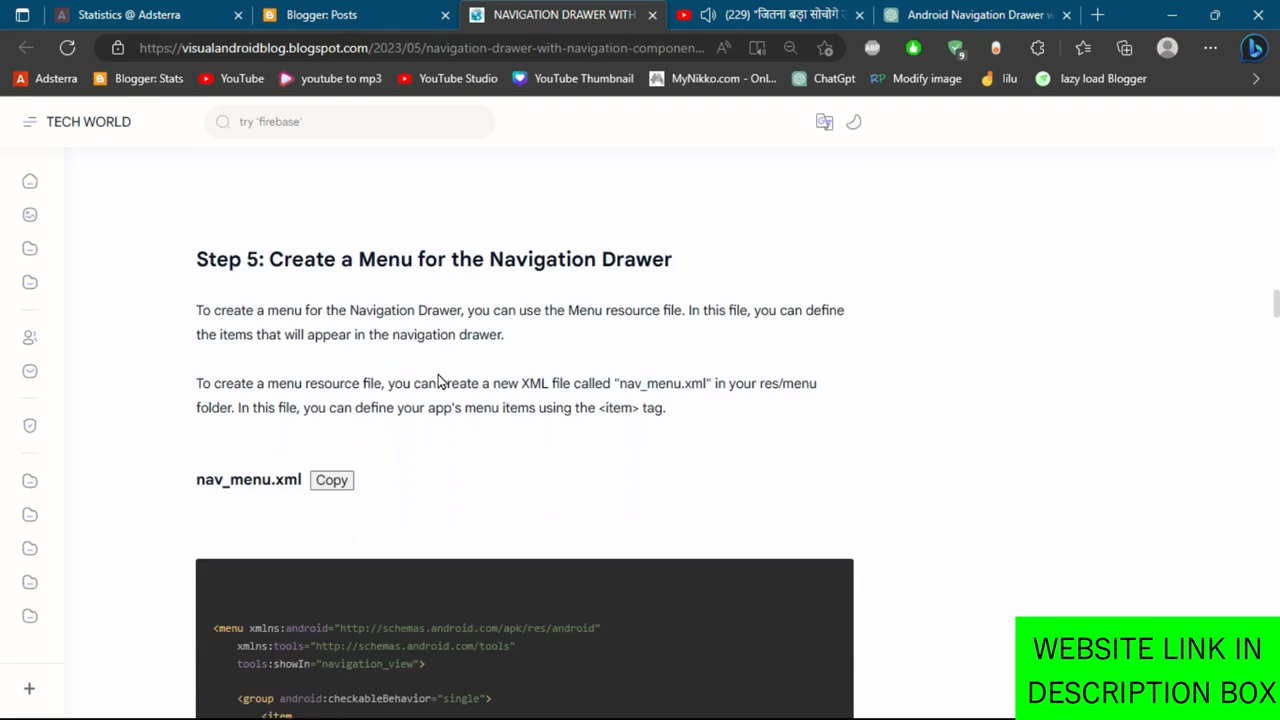 Statistics @ Adsterra
Blogger: Posts
NAVIGATION DRAWER WITH
(229) "जितना बड़ा सोचोगे
Android Navigation Drawer w
https://visualandroidblog.blogspot.com/2023/05/navigation-drawer-with-navigation-componen...
Adsterra
Blogger: Stats
YouTube
youtube to mp3
YouTube Studio
YouTube Thumbnail
MyNikko.com - Onl...
ChatGpt
Modify image
lilu
lazy load Blogger
TECH WORLD
try 'firebase'
Step 5: Create a Menu for the Navigation Drawer
To create a menu for the Navigation Drawer, you can use the Menu resource file. In this file, you can define
the items that will appear in the navigation drawer.
To create a menu resource file, you can create a new XML file called "nav_menu.xml" in your res/menu
folder. In this file, you can define your app's menu items using the <item> tag.
nav_menu.xml Copy
<menu xmlns:android="http://schemas.android.com/apk/res/android"
xmlns:tools="http://schemas.android.com/tools"
tools:showIn="navigation_view">
<group android:checkableBehavior="single">
<item
WEBSITE LINK IN
DESCRIPTION BOX